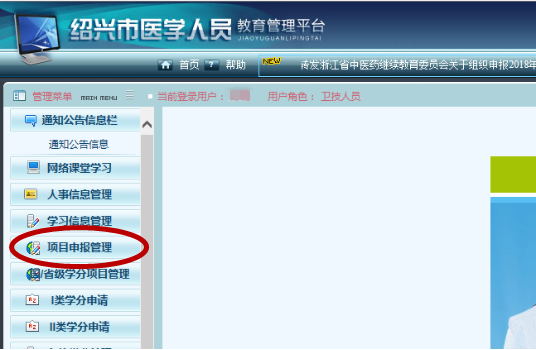 绍兴市医学人员 教育管理平台
JIAOYUGUANLIPINGTAI
首页 ? 帮助 NEW 转发浙江省中医药继续教育委员会关于组织申报2018年
管理菜单 MAIN MENU 当前登录用户： 用户角色： 卫技人员
通知公告信息栏
通知公告信息
网络课堂学习
人事信息管理
学习信息管理
项目申报管理
/省级学分项目管理
I类学分申请
II类学分申请